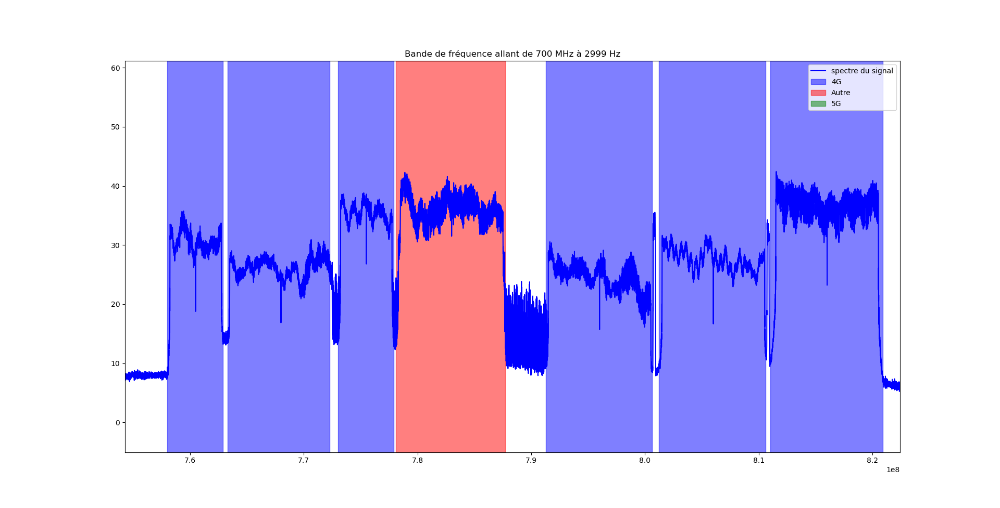 Bande de fréquence allant de 700 MHz à 2999 Hz
60
50
40
30
20
10
0
spectre du signal
4G
Autre
5G
7.6 7.7 7.8 7.9 8.0 8.1 8.2
1e8